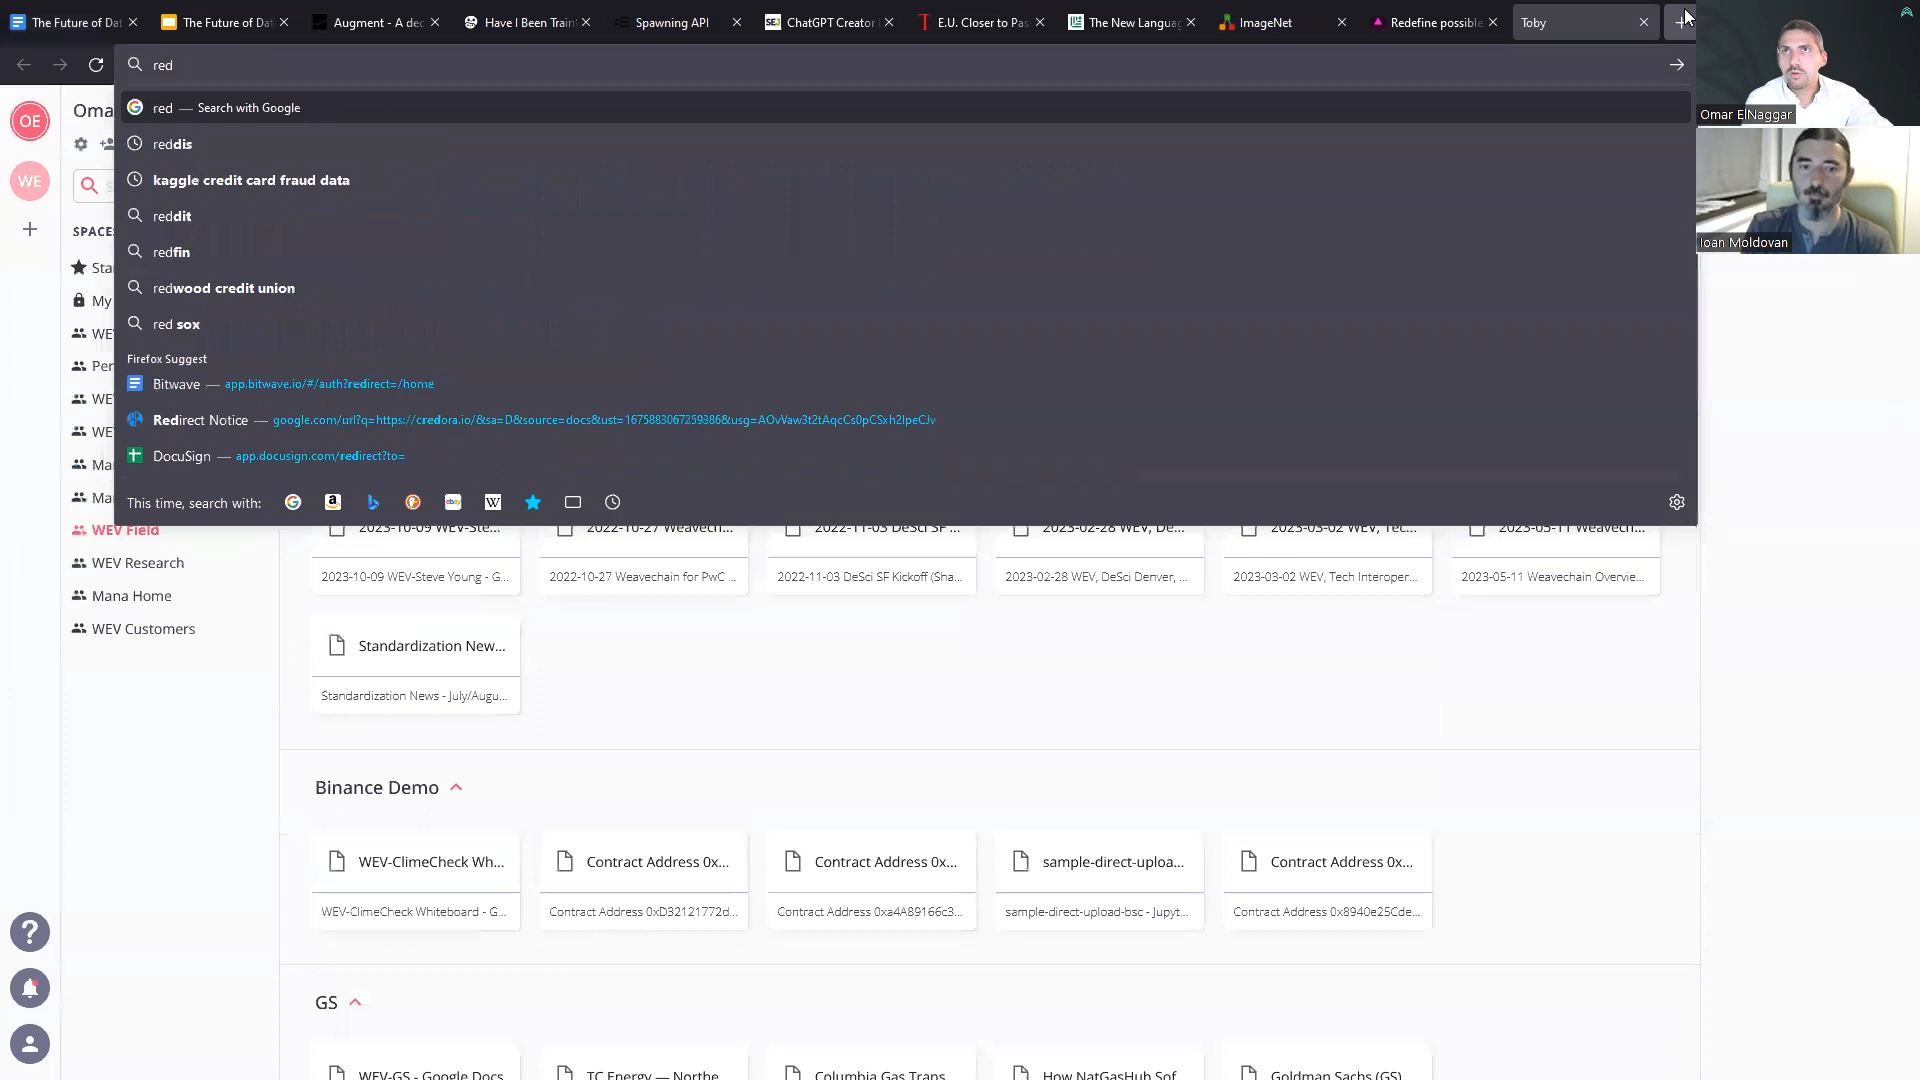 The Future of Dat
The Future of Dat
Augment - A dec
Have I Been Train
Spawning API
ChatGPT Creator
E.U. Closer to Pas
The New Langua
ImageNet
Redefine possible
Toby
red
OE
Oma
red — Search with Google
reddis
kaggle credit card fraud data
reddit
redfin
redwood credit union
red sox
Firefox Suggest
Bitwave — app.bitwave.io/#/auth?redirect=/home
Redirect Notice — google.com/url?q=https://credora.io/&sa=D&source=docs&ust=1675883067259386&usg=AOvVaw3t2tAqcCs0pCSxh2IpeCJv
DocuSign — app.docusign.com/redirect?to=
This time, search with:
WE
SPACES
Sta
My
WE
Per
WE
WE
Ma
Ma
WEV Field
WEV Research
Mana Home
WEV Customers
Omar ElNaggar
Ioan Moldovan
2023-10-09 WEV-Ste...
2022-10-27 Weavech...
2022-11-03 DeSci SF ...
2023-02-28 WEV, De...
2023-03-02 WEV, Tec...
2023-05-11 Weavech...
2023-10-09 WEV-Steve Young - G...
2022-10-27 Weavechain for PwC ...
2022-11-03 DeSci SF Kickoff (Sha...
2023-02-28 WEV, DeSci Denver, ...
2023-03-02 WEV, Tech Interoper...
2023-05-11 Weavechain Overvie...
Standardization New...
Standardization News - July/Augu...
Binance Demo
WEV-ClimeCheck Wh...
Contract Address 0x...
Contract Address 0x...
sample-direct-uploa...
Contract Address 0x...
WEV-ClimeCheck Whiteboard - G...
Contract Address 0xD32121772d...
Contract Address 0xa4A89166c3...
sample-direct-upload-bsc - Jupyt...
Contract Address 0x8940e25Cde...
GS
WEV-GS - Google Docs
TC Energy — Northe...
Columbia Gas Trans...
How NatGasHub Sof...
Goldman Sachs (GS)